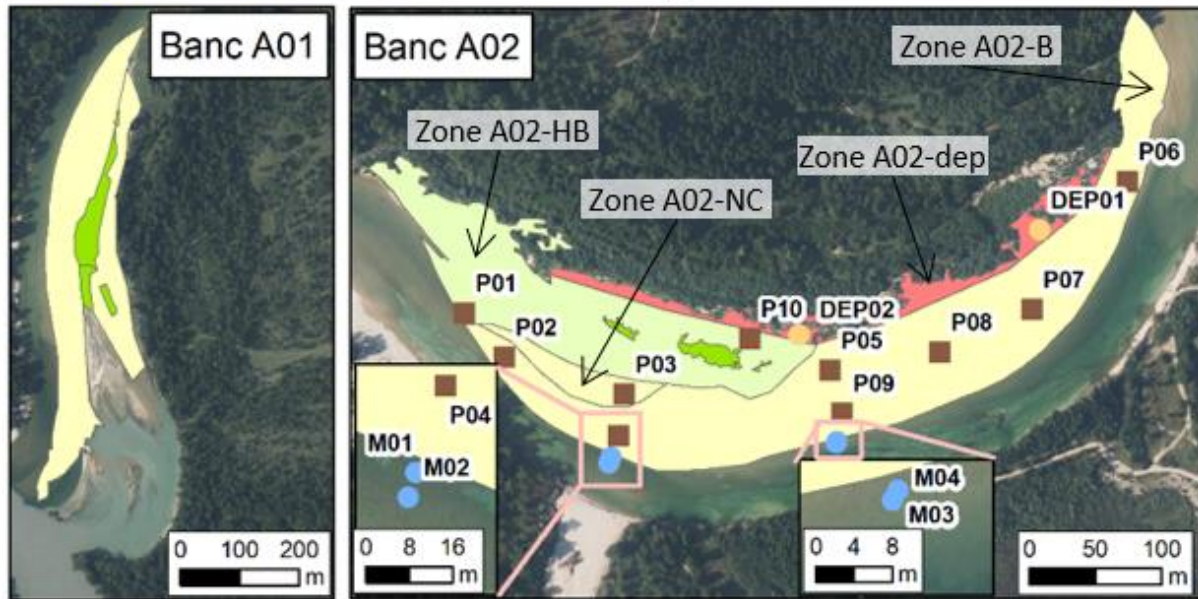 Banc A01
0 100 200
m
Banc A02
Zone A02-B
Zone A02-HB
Zone A02-dep
Zone A02-NC
P06
DEP01
P01
P07
P10
DEP02
P02
P08
P05
P03
P09
P04
M01
M02
M04
M03
0 8 16
m
0 4 8
m
0 50 100
m